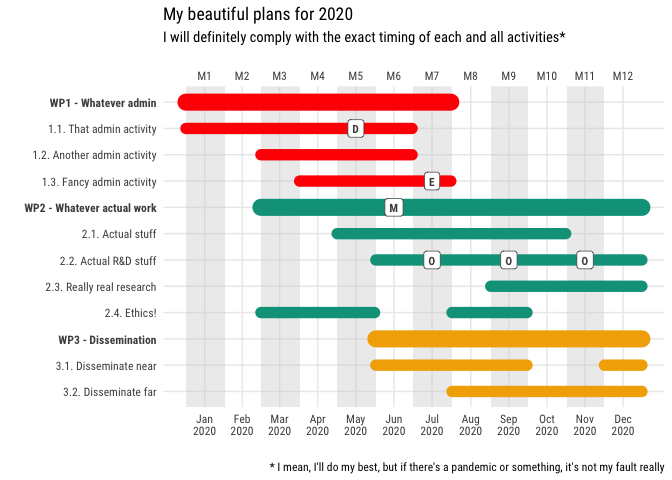 My beautiful plans for 2020
I will definitely comply with the exact timing of each and all activities*
M1 M2 M3 M4 M5 M6 M7 M8 M9 M10 M11 M12
WP1 - Whatever admin
1.1. That admin activity D
1.2. Another admin activity
1.3. Fancy admin activity E
WP2 - Whatever actual work M
2.1. Actual stuff
2.2. Actual R&D stuff O O O
2.3. Really real research
2.4. Ethics!
WP3 - Dissemination
3.1. Disseminate near
3.2. Disseminate far
Jan Feb Mar Apr May Jun Jul Aug Sep Oct Nov Dec
2020 2020 2020 2020 2020 2020 2020 2020 2020 2020 2020 2020
* I mean, I'll do my best, but if there's a pandemic or something, it's not my fault really